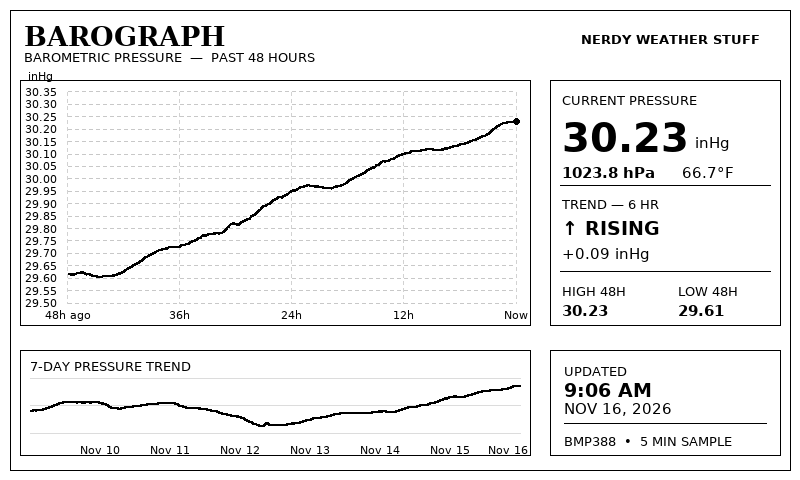 BAROGRAPH
BAROMETRIC PRESSURE — PAST 48 HOURS
NERDY WEATHER STUFF
inHg
30.35
30.30
30.25
30.20
30.15
30.10
30.05
30.00
29.95
29.90
29.85
29.80
29.75
29.70
29.65
29.60
29.55
29.50
48h ago 36h 24h 12h Now
CURRENT PRESSURE
30.23 inHg
1023.8 hPa 66.7°F
TREND — 6 HR
↑ RISING
+0.09 inHg
HIGH 48H LOW 48H
30.23 29.61
7-DAY PRESSURE TREND
Nov 10 Nov 11 Nov 12 Nov 13 Nov 14 Nov 15 Nov 16
UPDATED
9:06 AM
NOV 16, 2026
BMP388 • 5 MIN SAMPLE